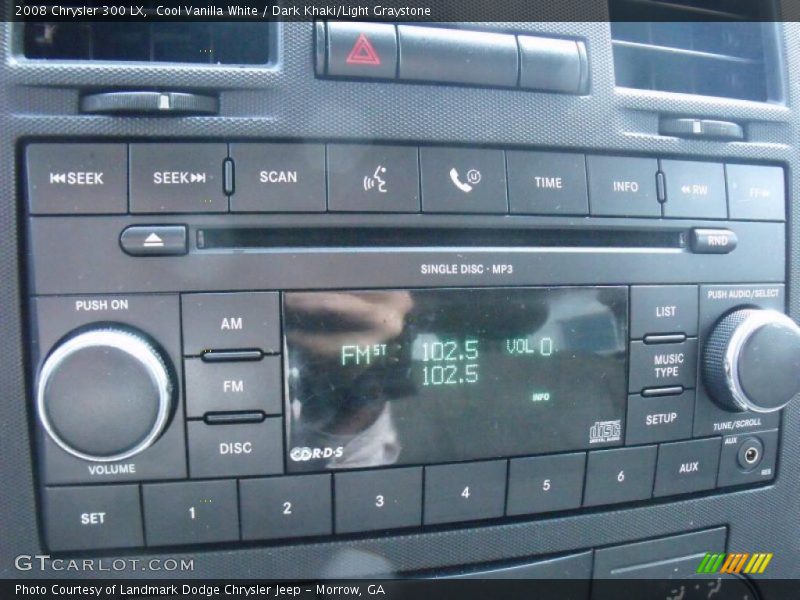 2008 Chrysler 300 LX, Cool Vanilla White / Dark Khaki/Light Graystone
SEEK SEEK SCAN TIME INFO RW FF
RND
SINGLE DISC · MP3
PUSH ON
PUSH AUDIO/SELECT
AM
LIST
FM ST 102.5 VOL 0
102.5
MUSIC
TYPE
FM
INFO
SETUP
DISC
R·D·S
TUNE/SCROLL
VOLUME
AUX
SET 1 2 3 4 5 6 AUX
GTCARLOT.COM
Photo Courtesy of Landmark Dodge Chrysler Jeep - Morrow, GA